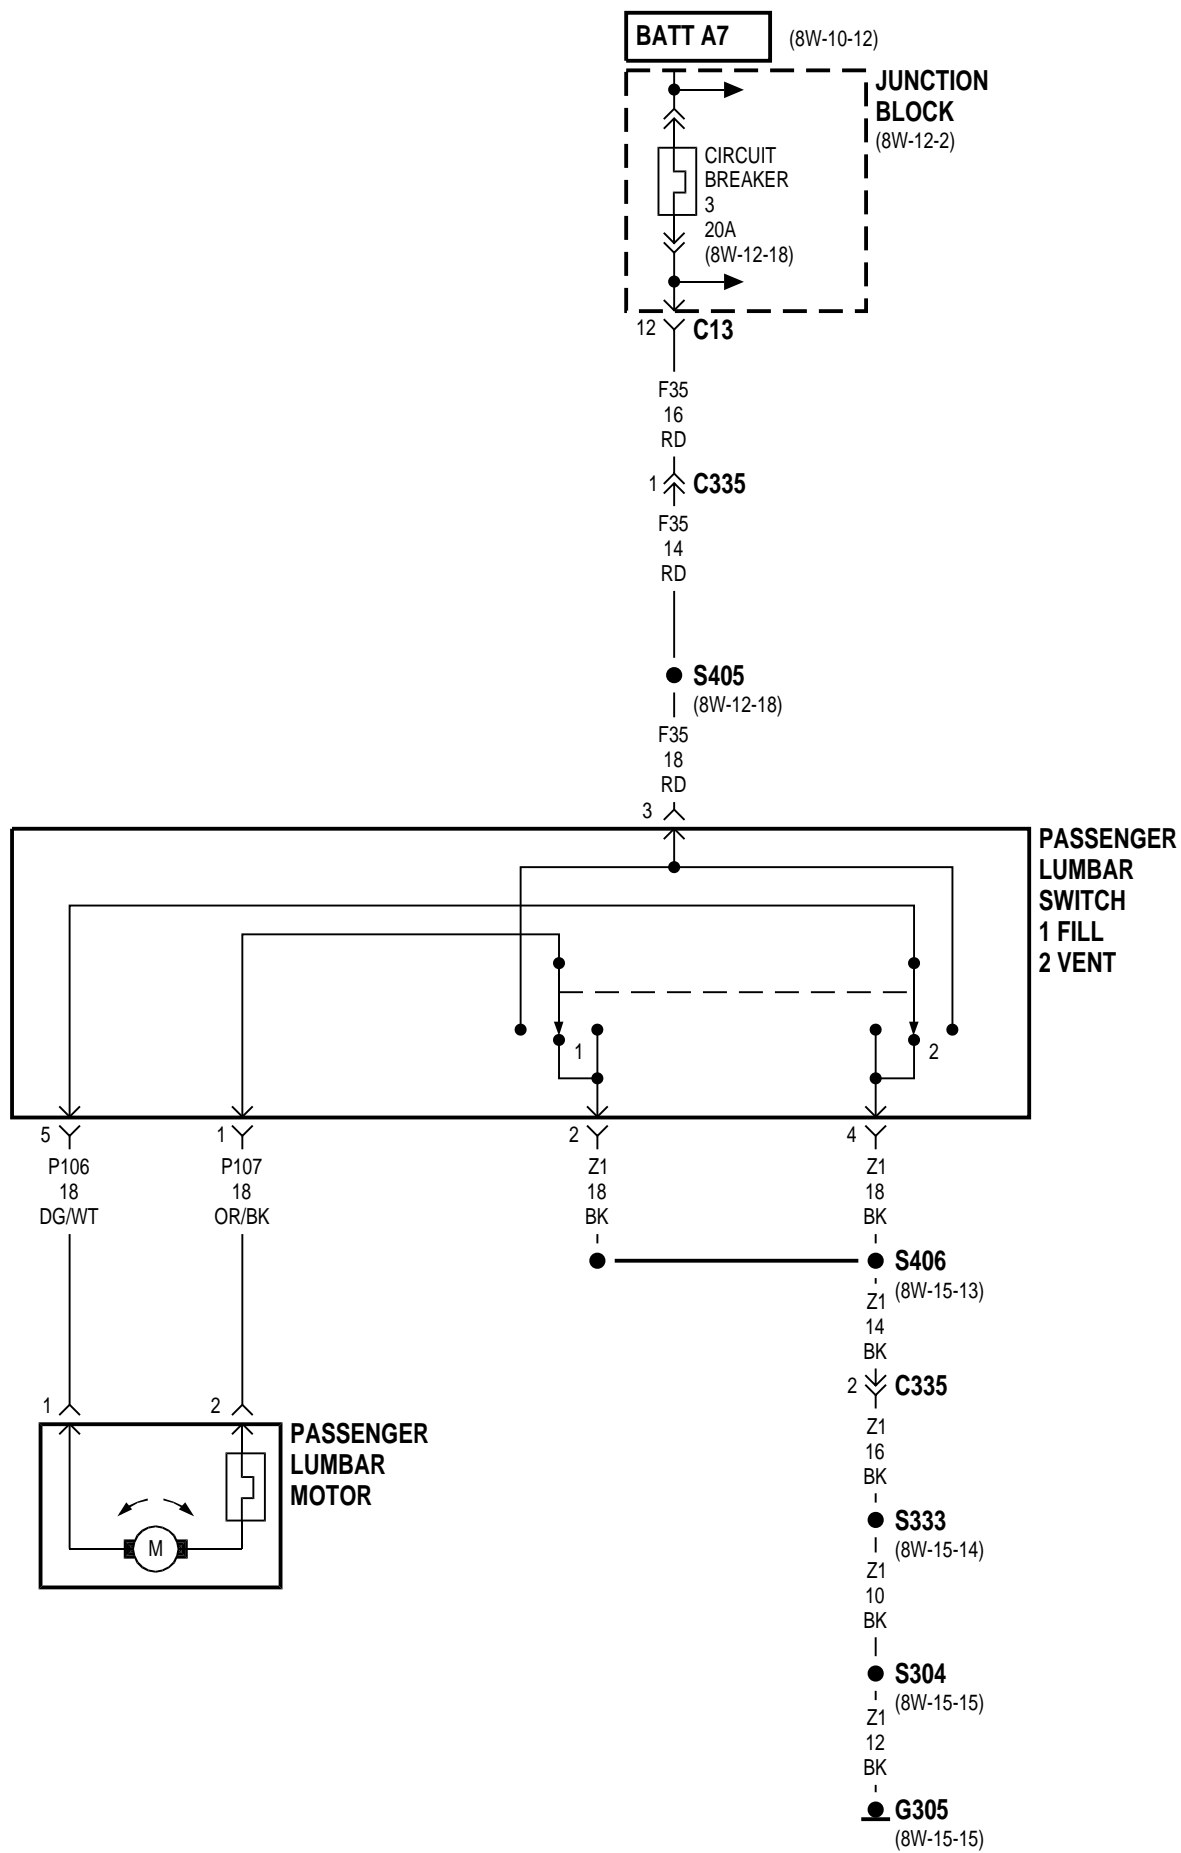 BATT A7
(8W-10-12)
JUNCTION
BLOCK
(8W-12-2)
CIRCUIT
BREAKER
3
20A
(8W-12-18)
12
C13
F35
16
RD
1
C335
F35
14
RD
S405
(8W-12-18)
F35
18
RD
3
PASSENGER
LUMBAR
SWITCH
1 FILL
2 VENT
1
2
5
1
2
4
P106
18
DG/WT
P107
18
OR/BK
Z1
18
BK
Z1
18
BK
S406
(8W-15-13)
Z1
14
BK
2
C335
1
2
PASSENGER
LUMBAR
MOTOR
M
Z1
16
BK
S333
(8W-15-14)
Z1
10
BK
S304
(8W-15-15)
Z1
12
BK
G305
(8W-15-15)